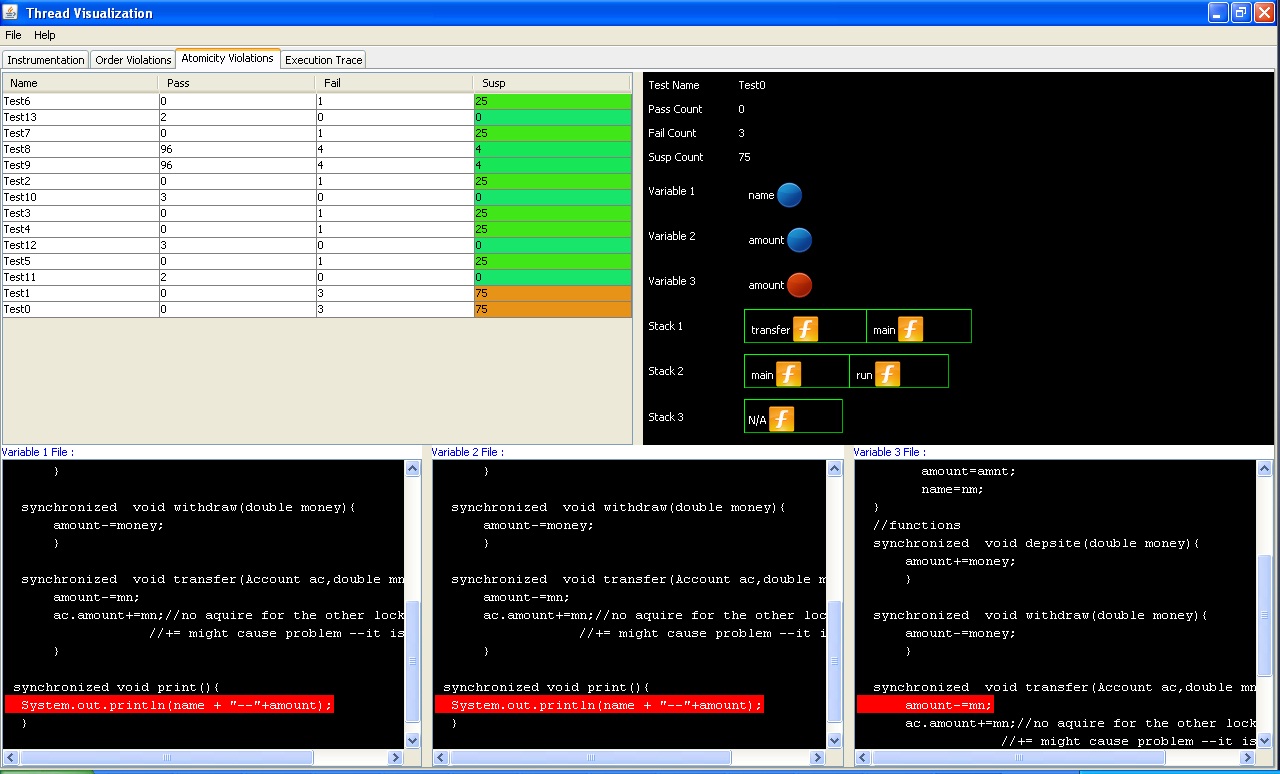 Thread Visualization
File Help
Instrumentation Order Violations Atomicity Violations Execution Trace
Name Pass Fail Susp
Test6 0 1 25
Test13 2 0 0
Test7 0 1 25
Test8 96 4 4
Test9 96 4 4
Test2 0 1 25
Test10 3 0 0
Test3 0 1 25
Test4 0 1 25
Test12 3 0 0
Test5 0 1 25
Test11 2 0 0
Test1 0 3 75
Test0 0 3 75
Test Name Test0
Pass Count 0
Fail Count 3
Susp Count 75
Variable 1 name
Variable 2 amount
Variable 3 amount
Stack 1 transfer f main f
Stack 2 main f run f
Stack 3 N/A f
Variable 1 File :
}
synchronized  void withdraw(double money){
amount-=money;
}
synchronized  void transfer(Account ac,double mn
amount-=mn;
ac.amount+=mn;//no aquire for the other lock
//+= might cause problem --it is
}
synchronized void print(){
System.out.println(name + "--"+amount);
}
Variable 2 File :
}
synchronized  void withdraw(double money){
amount-=money;
}
synchronized  void transfer(Account ac,double m
amount-=mn;
ac.amount+=mn;//no aquire for the other loc
//+= might cause problem --it i
}
synchronized void print(){
System.out.println(name + "--"+amount);
}
Variable 3 File :
amount=amnt;
name=nm;
}
//functions
synchronized  void depsite(double money){
amount+=money;
}
synchronized  void withdraw(double money){
amount-=money;
}
synchronized  void transfer(Account ac,double mn
amount-=mn;
ac.amount+=mn;//no aquire for the other lock
//+= might cause problem --it is